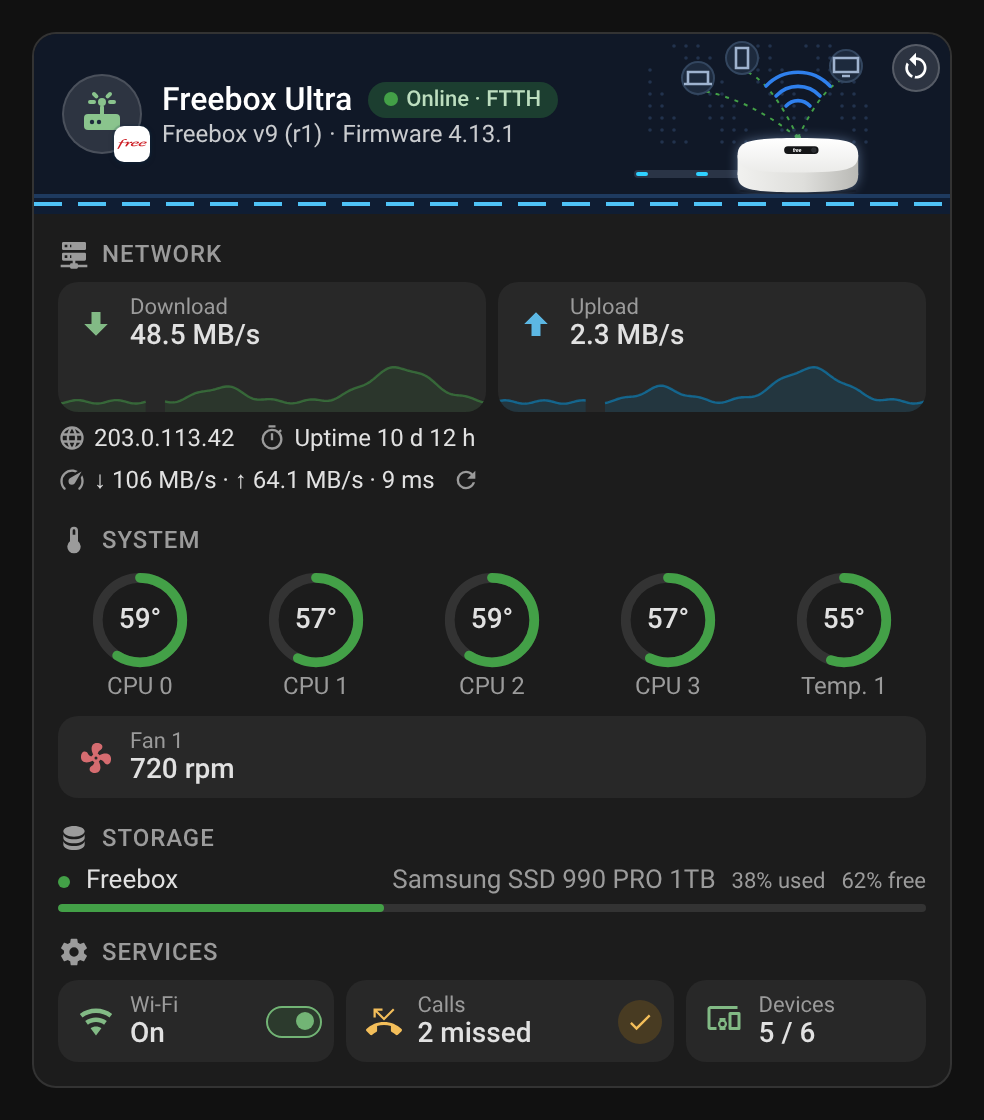 Freebox Ultra
Online · FTTH
free
Freebox v9 (r1) · Firmware 4.13.1
free
NETWORK
Download
48.5 MB/s
Upload
2.3 MB/s
203.0.113.42
Uptime 10 d 12 h
↓ 106 MB/s · ↑ 64.1 MB/s · 9 ms
SYSTEM
59°
57°
59°
57°
55°
CPU 0
CPU 1
CPU 2
CPU 3
Temp. 1
Fan 1
720 rpm
STORAGE
Freebox
Samsung SSD 990 PRO 1TB
38% used
62% free
SERVICES
Wi-Fi
On
Calls
2 missed
Devices
5 / 6